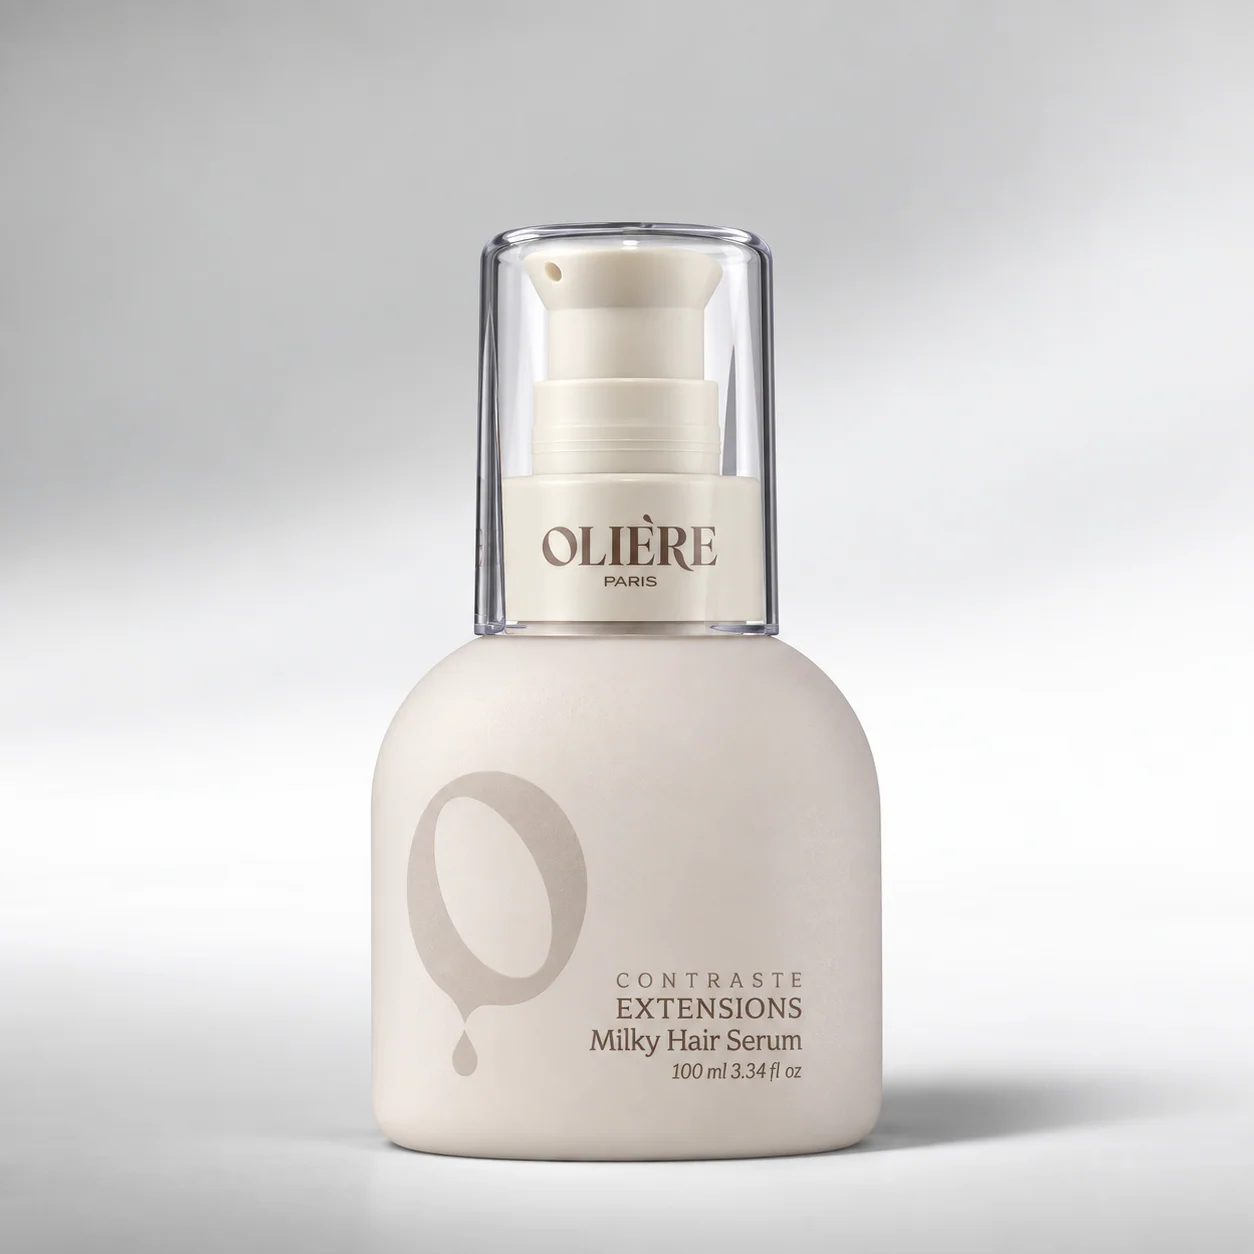 OLIÈRE
PARIS
CONTRASTE
EXTENSIONS
Milky Hair Serum
100 ml 3.34 fl oz